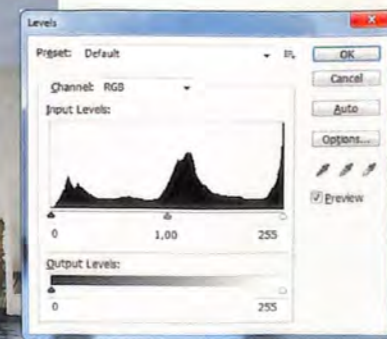 Levels
Preset: Default
OK
Cancel
Channel: RGB
Auto
Input Levels:
Options...
Preview
0 1,00 255
Output Levels:
0 255